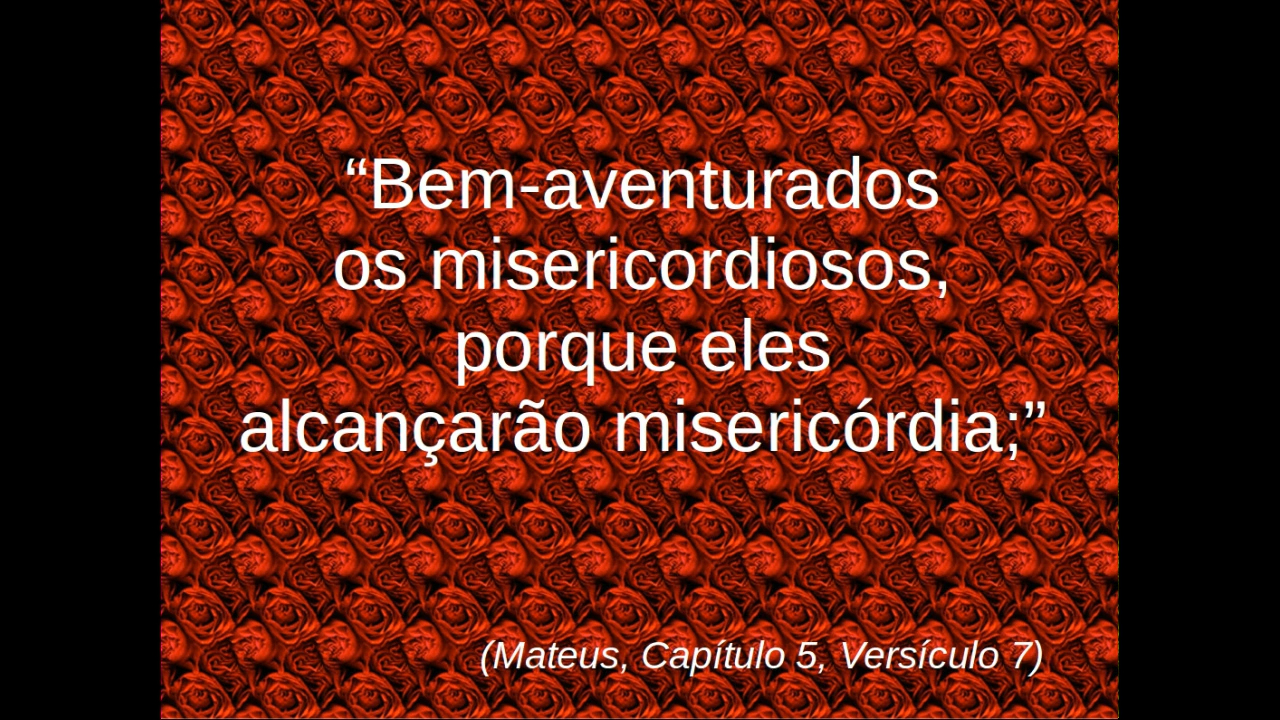 “Bem-aventurados
os misericordiosos,
porque eles
alcançarão misericórdia;”
(Mateus, Capítulo 5, Versículo 7)